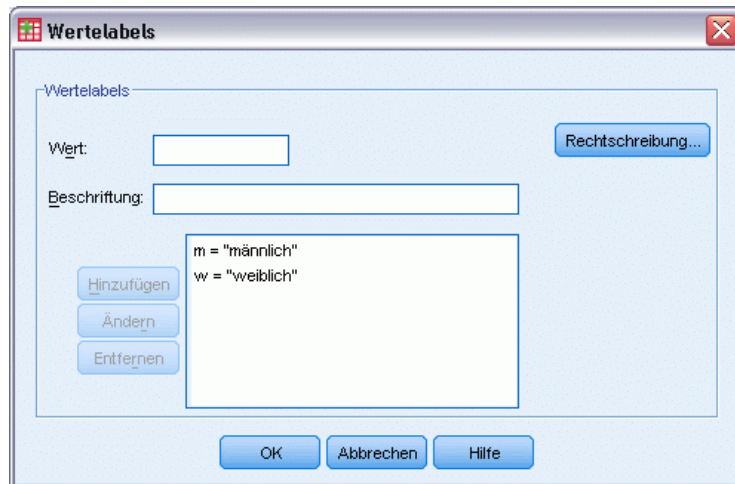 Wertelabels
Wertelabels
Wert:
Rechtschreibung...
Beschriftung:
m = "männlich"
w = "weiblich"
Hinzufügen
Ändern
Entfernen
OK Abbrechen Hilfe